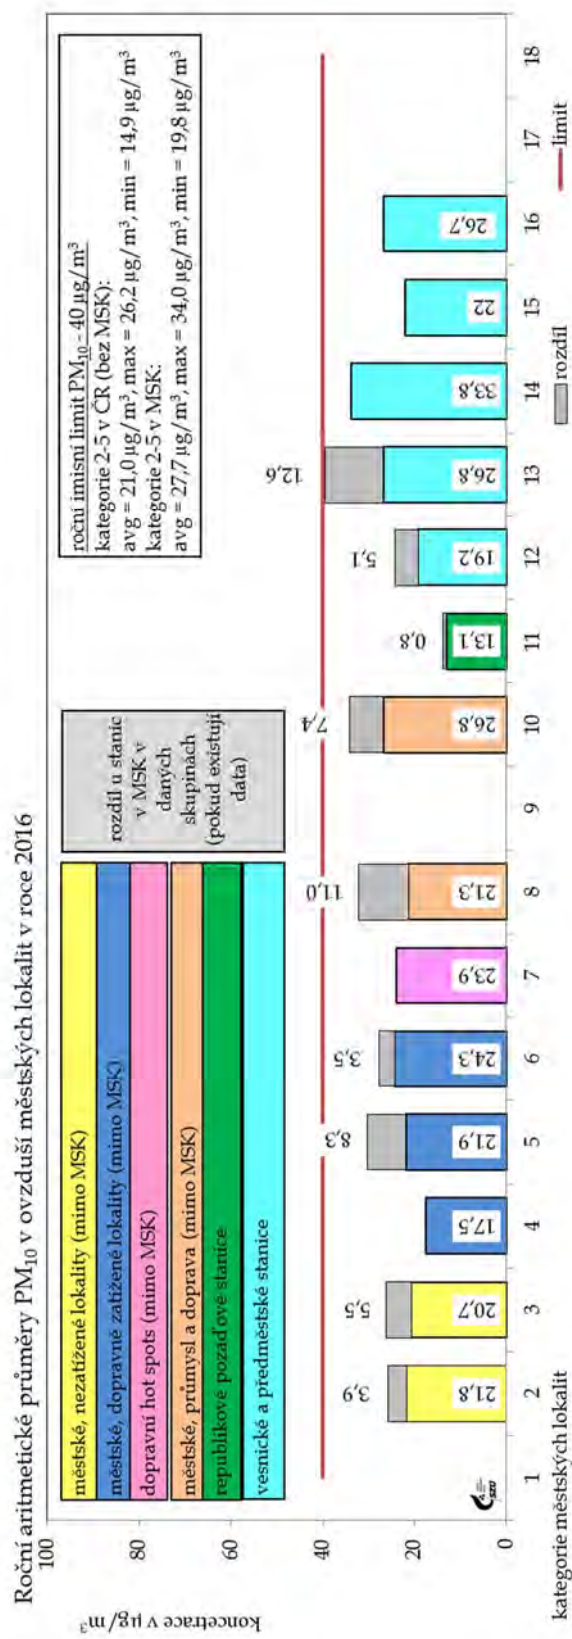 Roční aritmetické průměry PM10 v ovzduší městských lokalit v roce 2016
koncetrace v µg/m³
100
80
60
40
20
0
městské, nezatížené lokality (mimo MSK)
městské, dopravně zatížené lokality (mimo MSK)
dopravní hot spots (mimo MSK)
městské, průmysl a doprava (mimo MSK)
republikové pozaďové stanice
vesnické a předměstské stanice
rozdíl u stanic
v MSK v
daných
skupinách
(pokud existují
data)
roční imisní limit PM10 - 40 µg/m³
kategorie 2-5 v ČR (bez MSK):
avg = 21,0 µg/m³, max = 26,2 µg/m³, min = 14,9 µg/m³
kategorie 2-5 v MSK:
avg = 27,7 µg/m³, max = 34,0 µg/m³, min = 19,8 µg/m³
3,9
5,5
8,3
3,5
11,0
7,4
0,8
5,1
12,6
21,8
20,7
17,5
21,9
24,3
23,9
21,3
26,8
13,1
19,2
26,8
33,8
22
26,7
SZÚ
1 2 3 4 5 6 7 8 9 10 11 12 13 14 15 16 17 18
kategorie městských lokalit
rozdíl
limit